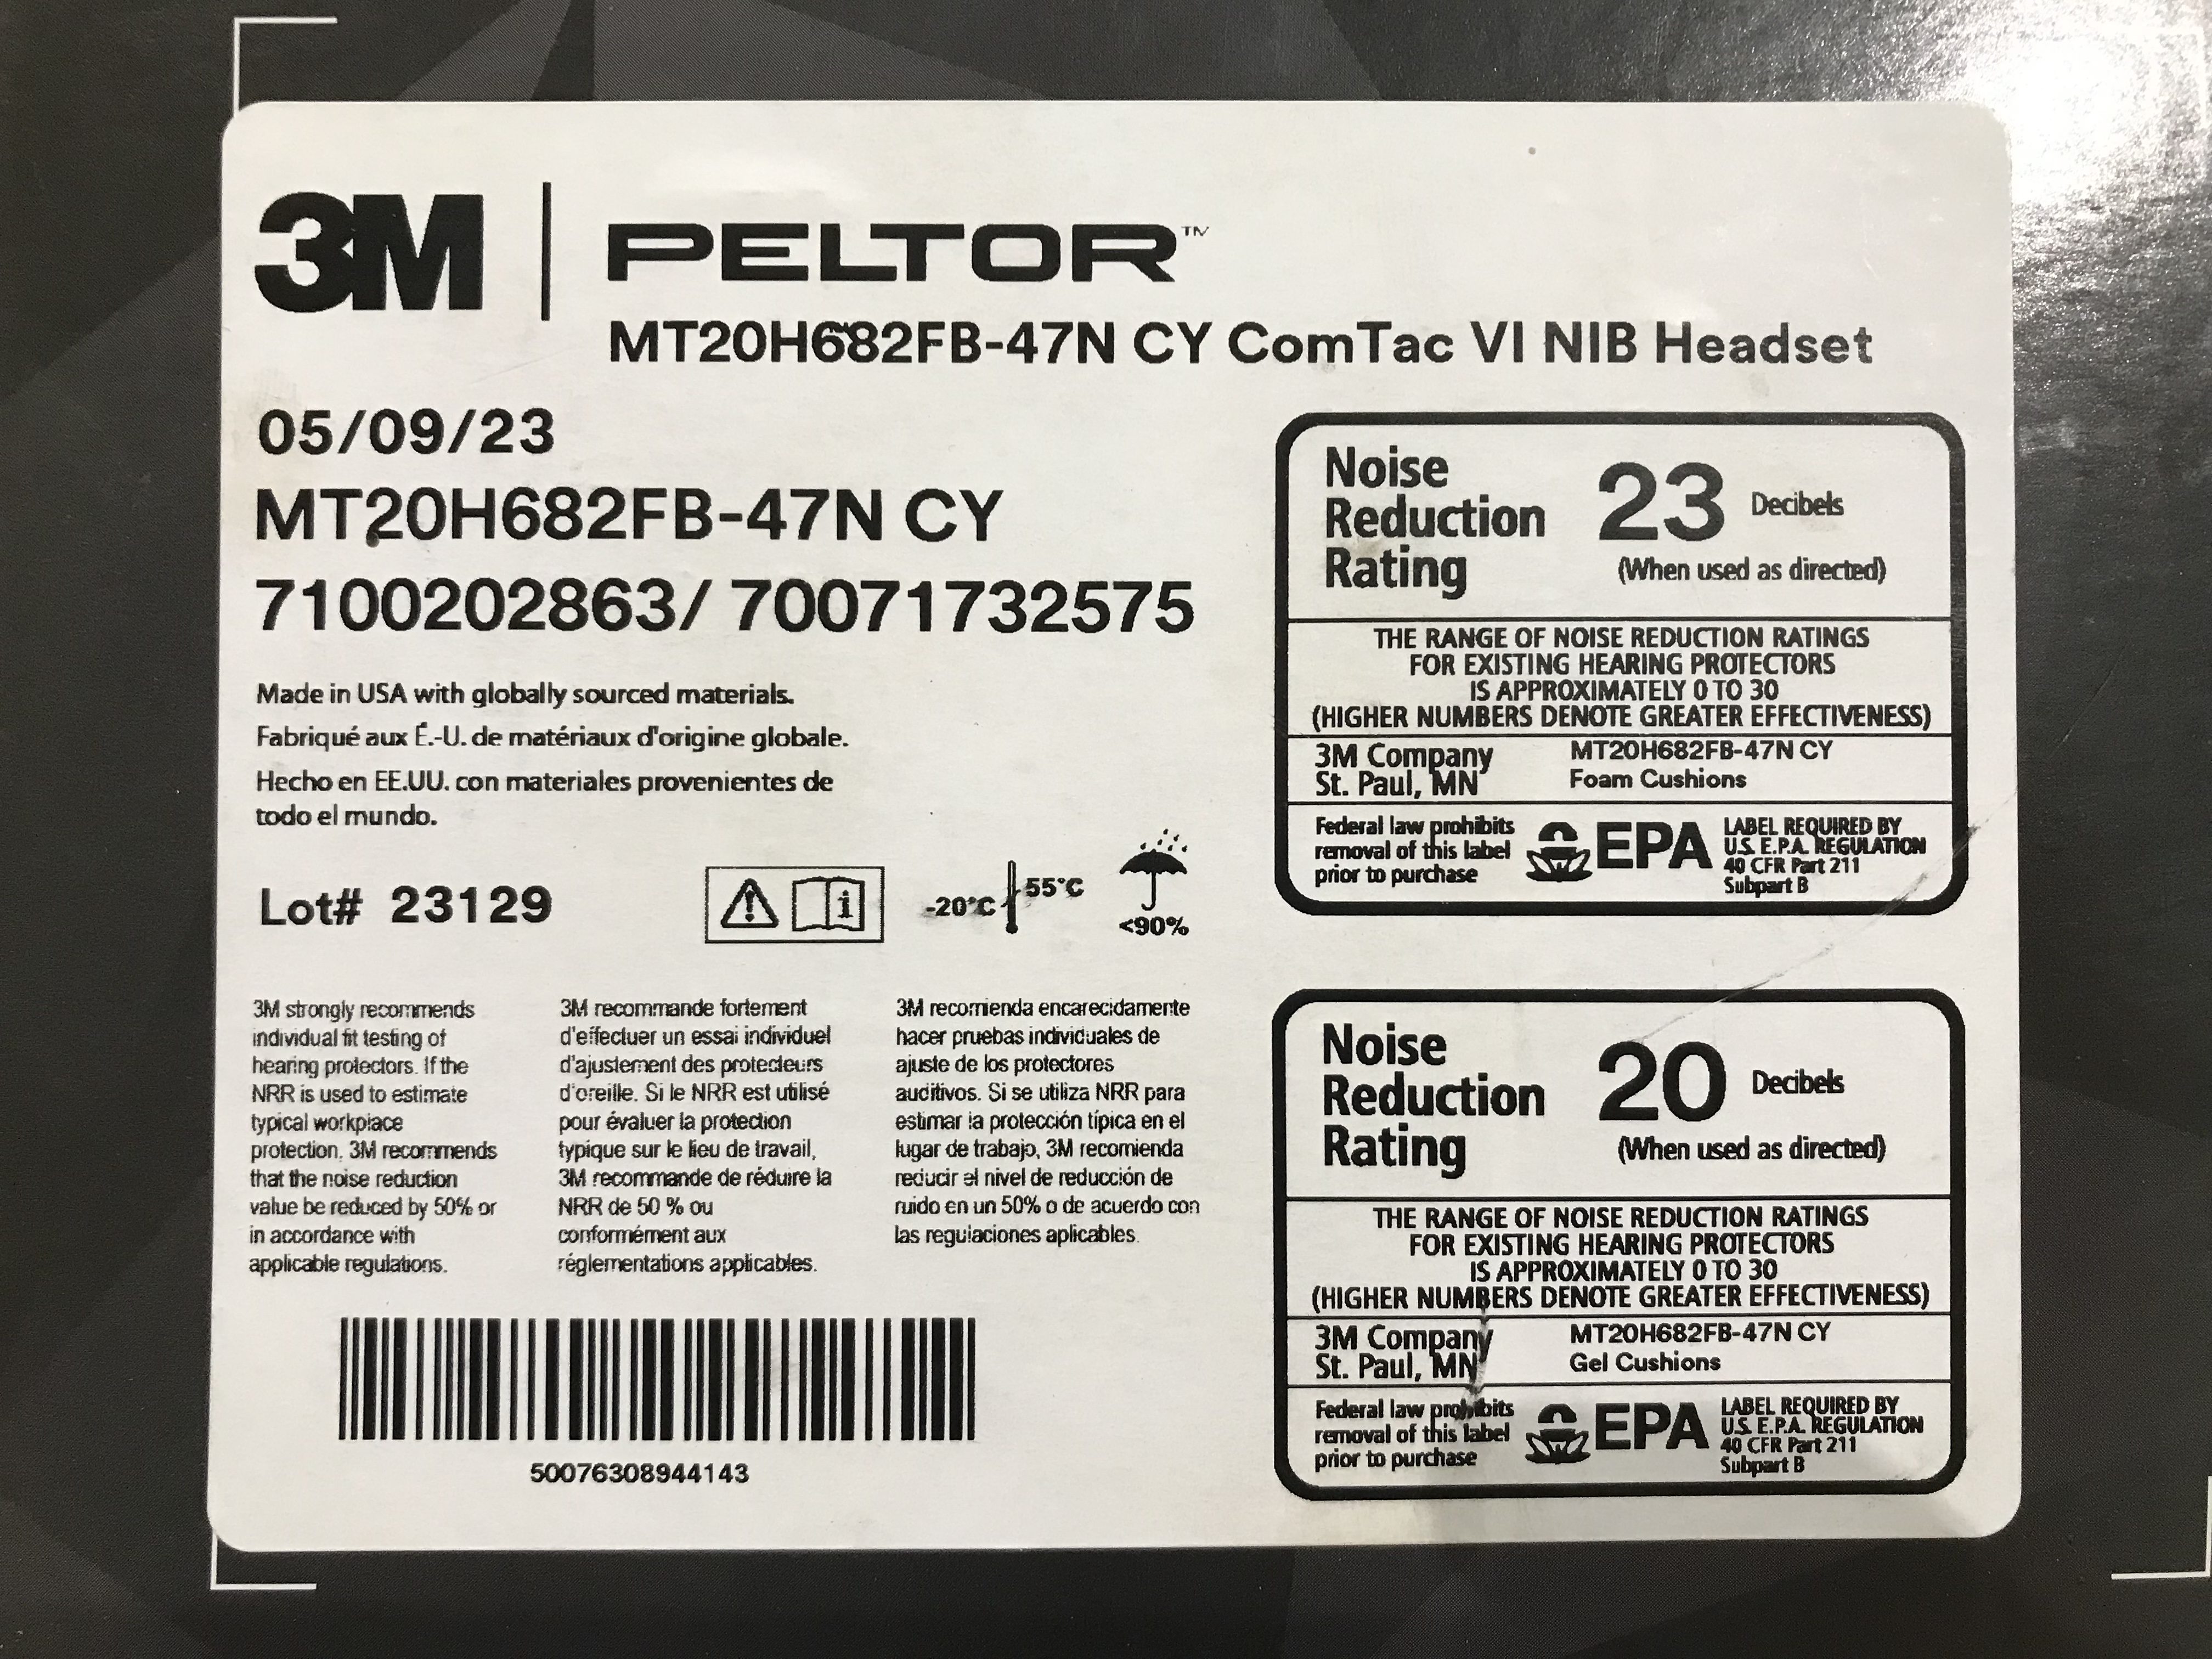 3M | PELTOR™
MT20H682FB-47N CY ComTac VI NIB Headset
05/09/23
MT20H682FB-47N CY
7100202863/ 70071732575
Made in USA with globally sourced materials.
Fabriqué aux É.-U. de matériaux d'origine globale.
Hecho en EE.UU. con materiales provenientes de
todo el mundo.
Lot# 23129
i
-20°C
55°C
<90%
3M strongly recommends
individual fit testing of
hearing protectors. If the
NRR is used to estimate
typical workplace
protection, 3M recommends
that the noise reduction
value be reduced by 50% or
in accordance with
applicable regulations.
3M recommande fortement
d'effectuer un essai individuel
d'ajustement des protecteurs
d'oreille. Si le NRR est utilisé
pour évaluer la protection
typique sur le lieu de travail,
3M recommande de réduire la
NRR de 50 % ou
conformément aux
réglementations applicables.
3M recomienda encarecidamente
hacer pruebas individuales de
ajuste de los protectores
auditivos. Si se utiliza NRR para
estimar la protección típica en el
lugar de trabajo, 3M recomienda
reducir el nivel de reducción de
ruido en un 50% o de acuerdo con
las regulaciones aplicables.
50076308944143
Noise
Reduction
Rating
23 Decibels
(When used as directed)
THE RANGE OF NOISE REDUCTION RATINGS
FOR EXISTING HEARING PROTECTORS
IS APPROXIMATELY 0 TO 30
(HIGHER NUMBERS DENOTE GREATER EFFECTIVENESS)
3M Company
St. Paul, MN
MT20H682FB-47N CY
Foam Cushions
Federal law prohibits
removal of this label
prior to purchase
EPA
LABEL REQUIRED BY
U.S. E.P.A. REGULATION
40 CFR Part 211
Subpart B
Noise
Reduction
Rating
20 Decibels
(When used as directed)
THE RANGE OF NOISE REDUCTION RATINGS
FOR EXISTING HEARING PROTECTORS
IS APPROXIMATELY 0 TO 30
(HIGHER NUMBERS DENOTE GREATER EFFECTIVENESS)
3M Company
St. Paul, MN
MT20H682FB-47N CY
Gel Cushions
Federal law prohibits
removal of this label
prior to purchase
EPA
LABEL REQUIRED BY
U.S. E.P.A. REGULATION
40 CFR Part 211
Subpart B